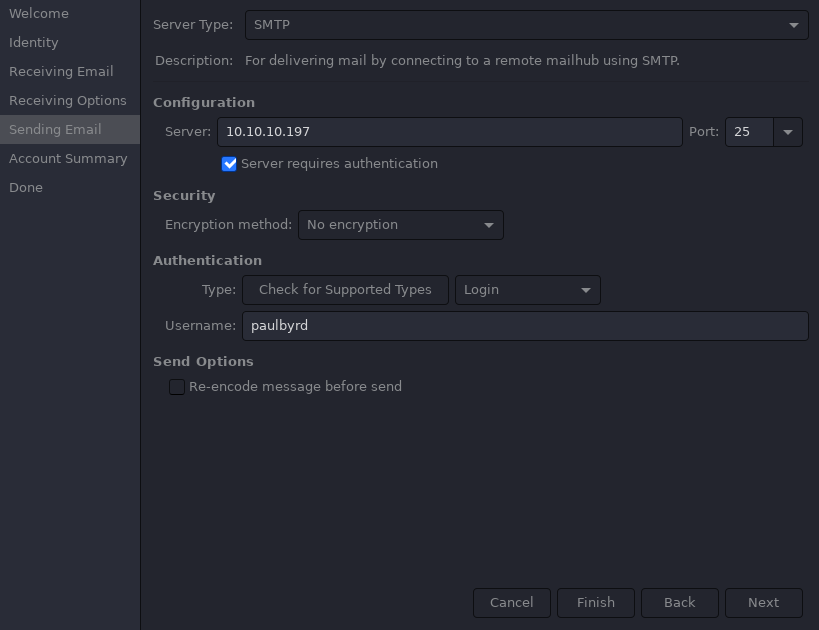 Welcome
Identity
Receiving Email
Receiving Options
Sending Email
Account Summary
Done
Server Type: SMTP
Description: For delivering mail by connecting to a remote mailhub using SMTP.
Configuration
Server: 10.10.10.197 Port: 25
Server requires authentication
Security
Encryption method: No encryption
Authentication
Type: Check for Supported Types Login
Username: paulbyrd
Send Options
Re-encode message before send
Cancel Finish Back Next